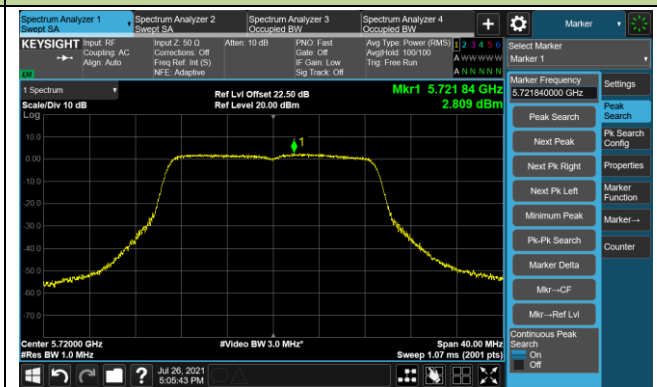 Spectrum Analyzer 1
Swept SA
Spectrum Analyzer 2
Swept SA
Spectrum Analyzer 3
Occupied BW
Spectrum Analyzer 4
Occupied BW
+
Marker
KEYSIGHT
Input: RF
Coupling: AC
Align: Auto
Input Z: 50 Ω
Corrections: Off
Freq Ref: Int (S)
NFE: Adaptive
Atten: 10 dB
PNO: Fast
Gate: Off
IF Gain: Low
Sig Track: Off
Avg Type: Power (RMS)
Avg|Hold: 100/100
Trig: Free Run
1 2 3 4 5 6
A W W W W W
A N N N N N
Select Marker
Marker 1
1 Spectrum
Scale/Div 10 dB
Log
Ref Lvl Offset 22.50 dB
Ref Level 20.00 dBm
Mkr1 5.721 84 GHz
2.809 dBm
10.0
0.00
-10.0
-20.0
-30.0
-40.0
-50.0
-60.0
-70.0
1
Center 5.72000 GHz
#Res BW 1.0 MHz
#Video BW 3.0 MHz*
Span 40.00 MHz
Sweep 1.07 ms (2001 pts)
Marker Frequency
5.721840000 GHz
Peak Search
Next Peak
Next Pk Right
Next Pk Left
Minimum Peak
Pk-Pk Search
Marker Delta
Mkr→CF
Mkr→Ref Lvl
Continuous Peak
Search
On
Off
Settings
Peak
Search
Pk Search
Config
Properties
Marker
Function
Marker→
Counter
?
Jul 26, 2021
5:05:43 PM